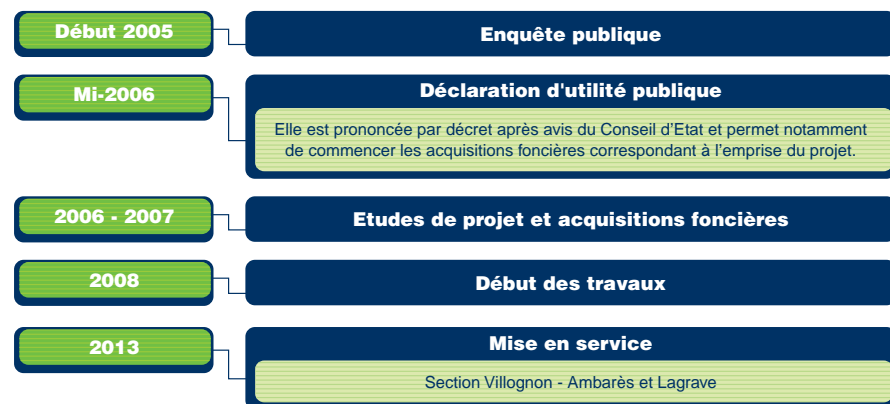 Début 2005
Enquête publique
Mi-2006
Déclaration d'utilité publique
Elle est prononcée par décret après avis du Conseil d'Etat et permet notamment
de commencer les acquisitions foncières correspondant à l'emprise du projet.
2006 - 2007
Etudes de projet et acquisitions foncières
2008
Début des travaux
2013
Mise en service
Section Villognon - Ambarès et Lagrave